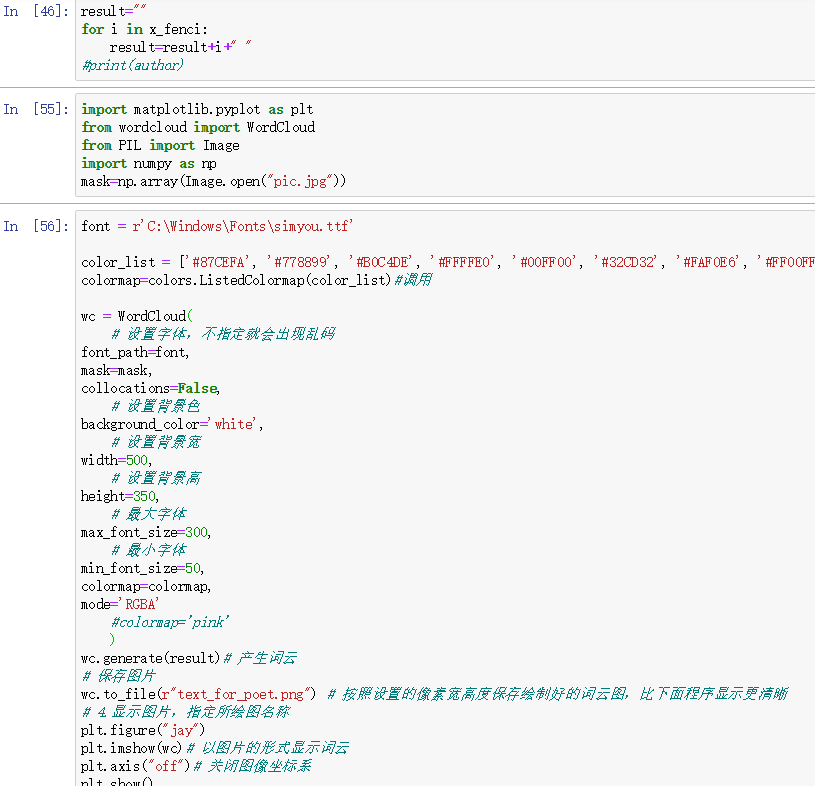 In [46]: result=""
for i in x_fenci:
    result=result+i+" "
#print(author)
In [55]: import matplotlib.pyplot as plt
from wordcloud import WordCloud
from PIL import Image
import numpy as np
mask=np.array(Image.open("pic.jpg"))
In [56]: font = r'C:\Windows\Fonts\simyou.ttf'
color_list = ['#87CEFA', '#778899', '#B0C4DE', '#FFFFE0', '#00FF00', '#32CD32', '#FAF0E6', '#FF00FF
colormap=colors.ListedColormap(color_list)#调用
wc = WordCloud(
    # 设置字体，不指定就会出现乱码
font_path=font,
mask=mask,
collocations=False,
    # 设置背景色
background_color='white',
    # 设置背景宽
width=500,
    # 设置背景高
height=350,
    # 最大字体
max_font_size=300,
    # 最小字体
min_font_size=50,
colormap=colormap,
mode='RGBA'
    #colormap='pink'
    )
wc.generate(result)# 产生词云
# 保存图片
wc.to_file(r"text_for_poet.png") # 按照设置的像素宽高度保存绘制好的词云图，比下面程序显示更清晰
# 4.显示图片，指定所绘图名称
plt.figure("jay")
plt.imshow(wc)# 以图片的形式显示词云
plt.axis("off")# 关闭图像坐标系
plt.show()